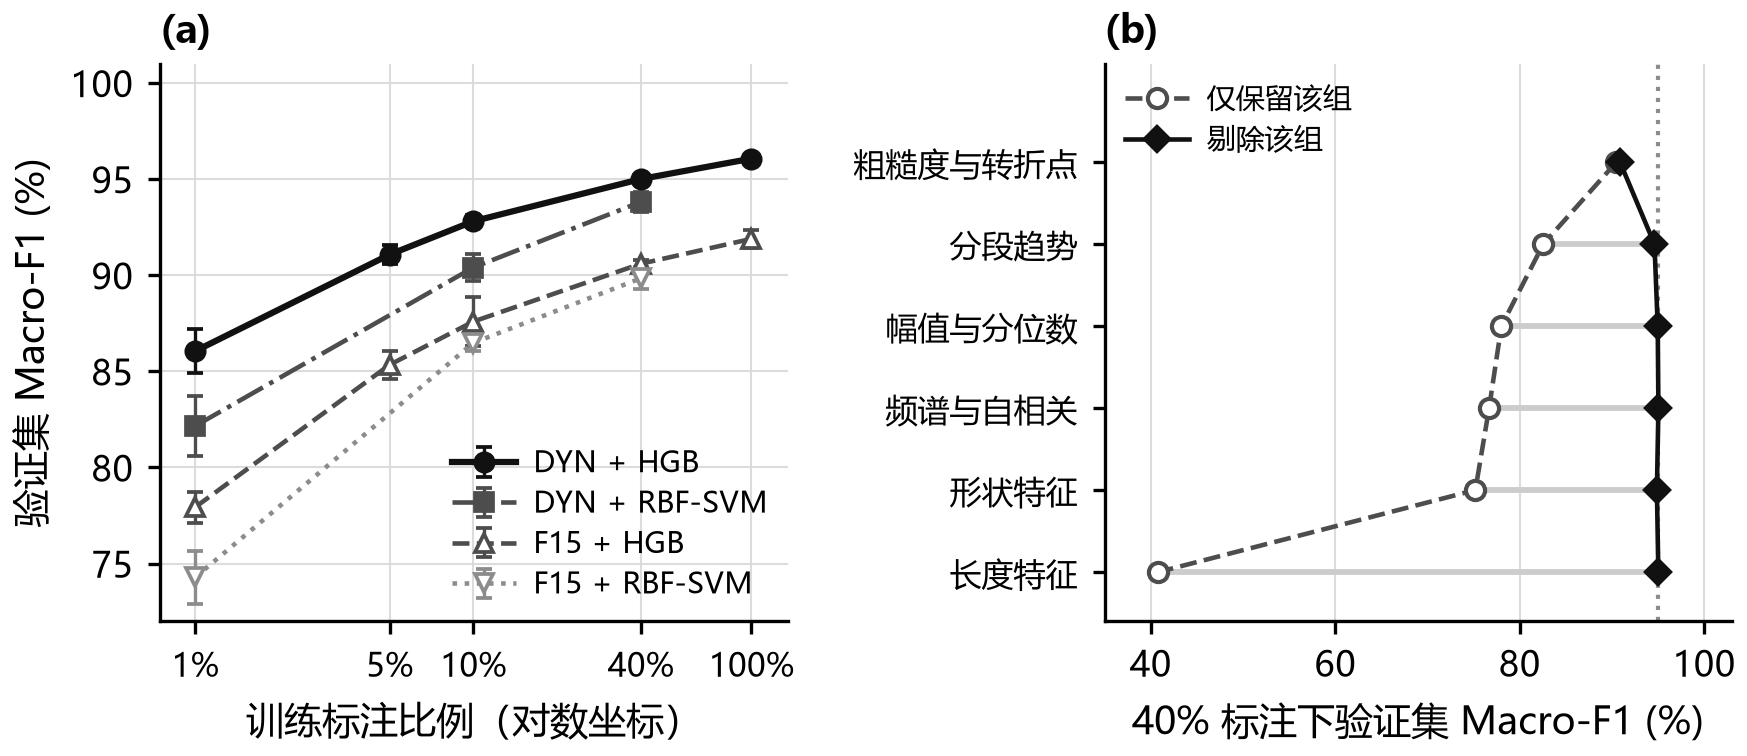 (a)
100
95
90
85
80
75
验证集 Macro-F1 (%)
DYN + HGB
DYN + RBF-SVM
F15 + HGB
F15 + RBF-SVM
1%
5%
10%
40%
100%
训练标注比例（对数坐标）
(b)
仅保留该组
剔除该组
粗糙度与转折点
分段趋势
幅值与分位数
频谱与自相关
形状特征
长度特征
40
60
80
100
40% 标注下验证集 Macro-F1 (%)